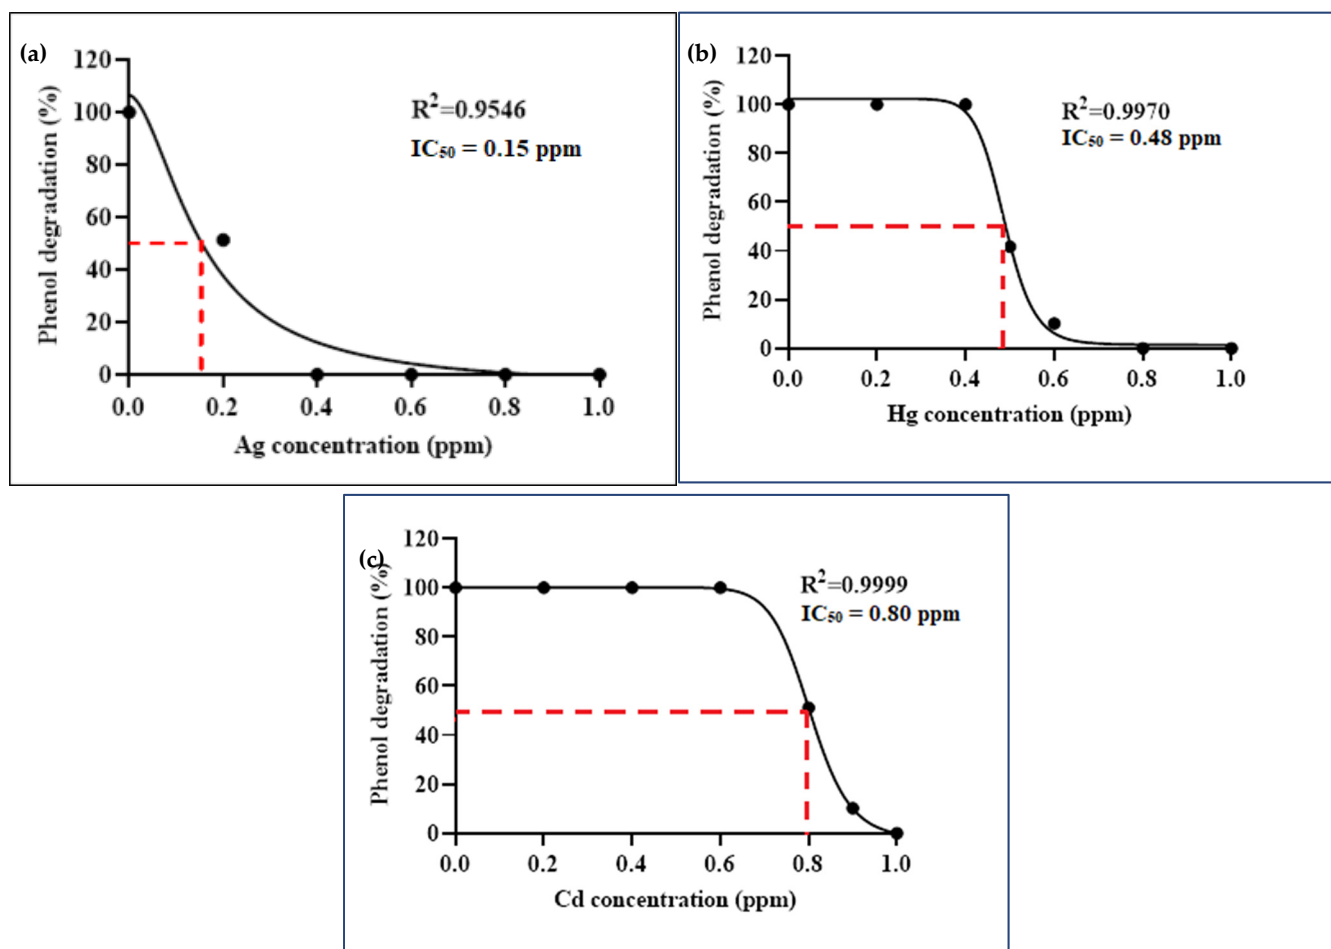 (a)
Phenol degradation (%)
120
100
80
60
40
20
0
R²=0.9546
IC₅₀ = 0.15 ppm
0.0 0.2 0.4 0.6 0.8 1.0
Ag concentration (ppm)
(b)
Phenol degradation (%)
120
100
80
60
40
20
0
R²=0.9970
IC₅₀ = 0.48 ppm
0.0 0.2 0.4 0.6 0.8 1.0
Hg concentration (ppm)
(c)
Phenol degradation (%)
120
100
80
60
40
20
0
R²=0.9999
IC₅₀ = 0.80 ppm
0.0 0.2 0.4 0.6 0.8 1.0
Cd concentration (ppm)